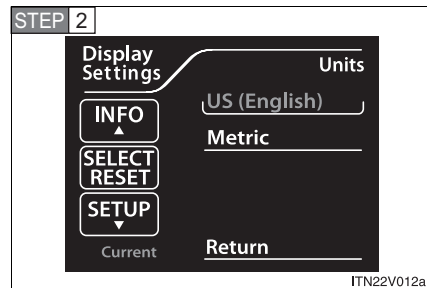 STEP 2
Display
Settings
Units
INFO
US (English)
Metric
SELECT
RESET
SETUP
Current
Return
ITN22V012a